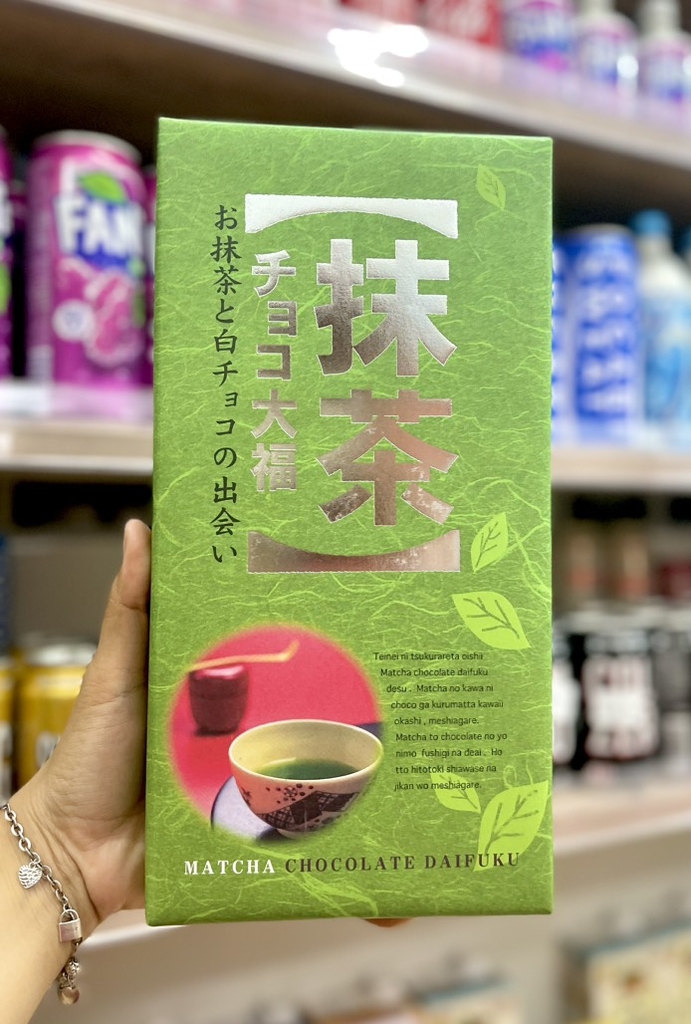 抹茶
チョコ大福
お抹茶と白チョコの出会い
Teinei ni tsukurareta oishii
Matcha chocolate daifuku
desu . Matcha no kawa ni
choco ga kurumatta kawaii
okashi , meshiagare.
Matcha to chocolate no yo
nimo fushigi na deai . Ho
tto hitotoki shiawase na
jikan wo meshiagare.
MATCHA CHOCOLATE DAIFUKU
FAN